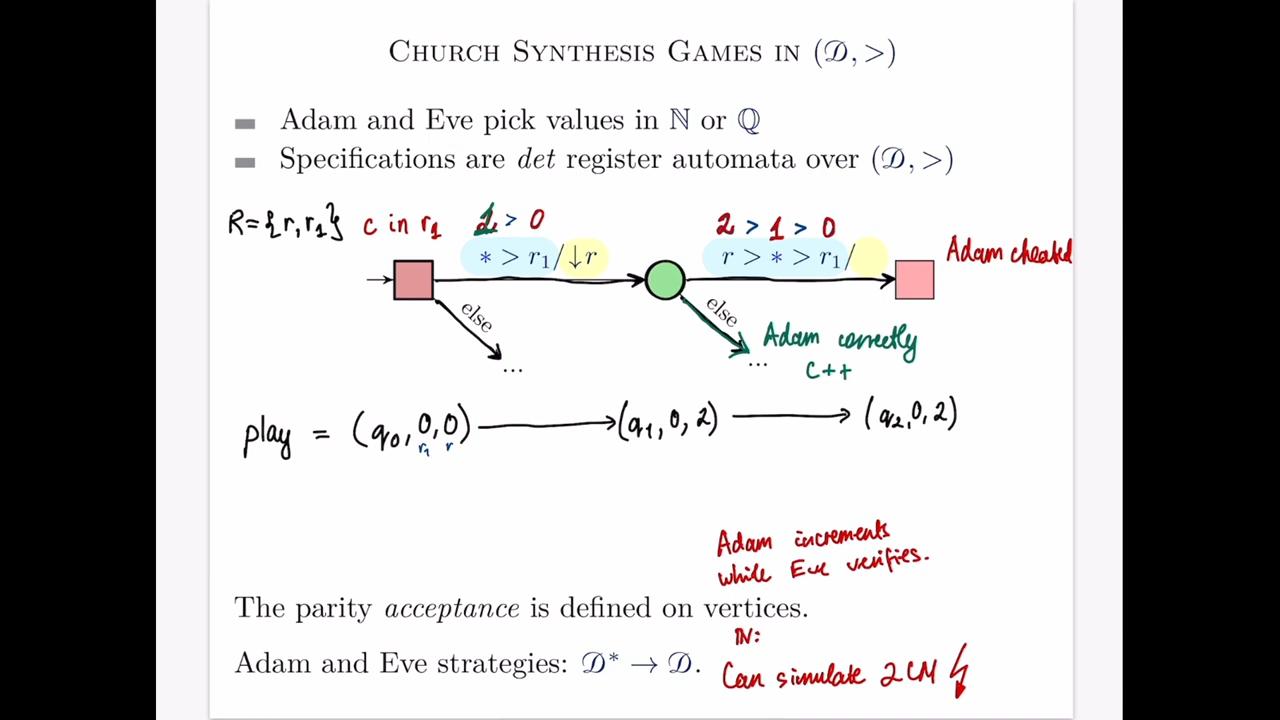 CHURCH SYNTHESIS GAMES IN (𝒟, >)
Adam and Eve pick values in ℕ or ℚ
Specifications are det register automata over (𝒟, >)
R={r,r₁} c in r₁ 1 > 0 2 > 1 > 0
* > r₁/↓r r > * > r₁/
Adam cheated
else
else
Adam correctly
c++
...
...
play = (q₀, 0, 0) ⟶ (q₁, 0, 2) ⟶ (q₂, 0, 2)
r₁ r
Adam increments
while Eve verifies.
The parity acceptance is defined on vertices.
ℕ:
Adam and Eve strategies: 𝒟* → 𝒟.
Can simulate 2CM